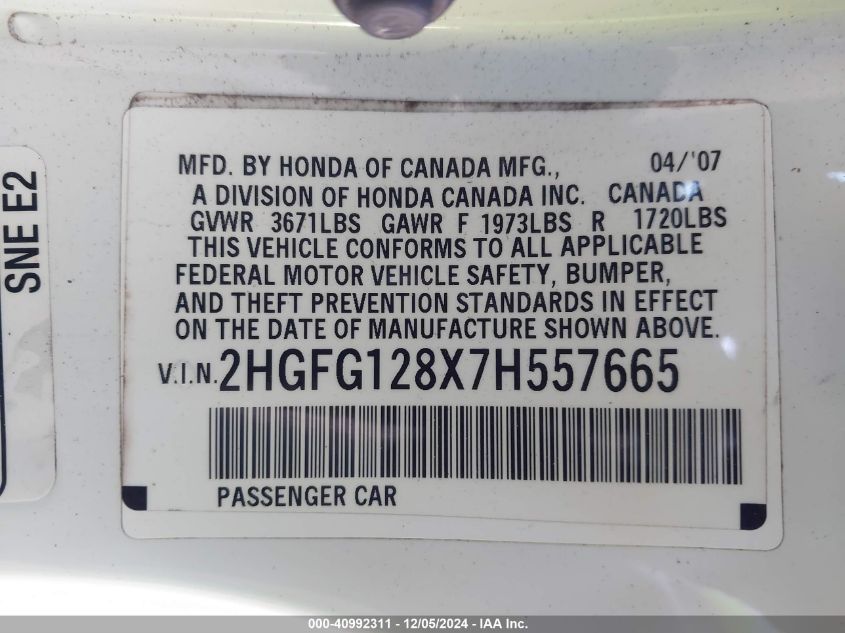 SNE E2
MFD. BY HONDA OF CANADA MFG., 04/'07
A DIVISION OF HONDA CANADA INC. CANADA
GVWR 3671LBS GAWR F 1973LBS R 1720LBS
THIS VEHICLE CONFORMS TO ALL APPLICABLE
FEDERAL MOTOR VEHICLE SAFETY, BUMPER,
AND THEFT PREVENTION STANDARDS IN EFFECT
ON THE DATE OF MANUFACTURE SHOWN ABOVE.
V.I.N. 2HGFG128X7H557665
PASSENGER CAR
000-40992311 - 12/05/2024 - IAA Inc.